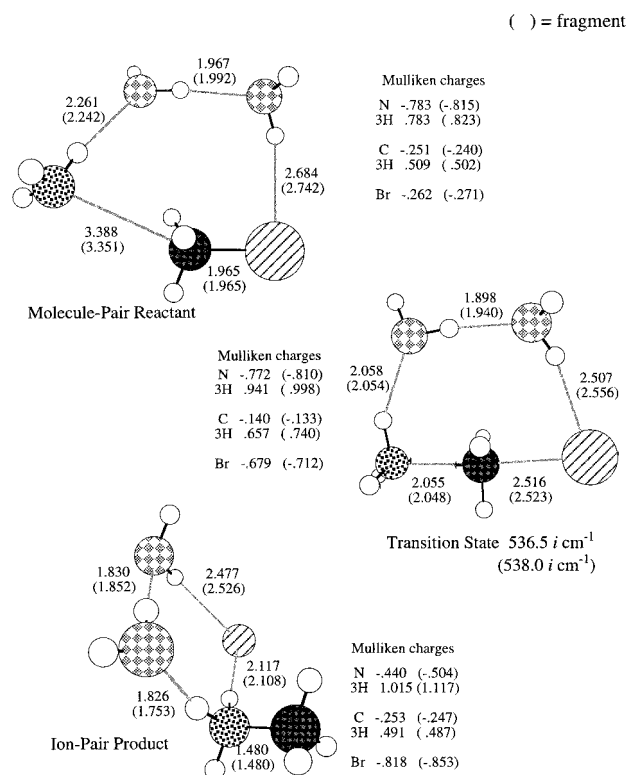 ( ) = fragment
1.967
(1.992)
2.261
(2.242)
2.684
(2.742)
3.388
(3.351)
1.965
(1.965)
Molecule-Pair Reactant
Mulliken charges
N -.783 (-.815)
3H .783 ( .823)
C -.251 (-.240)
3H .509 ( .502)
Br -.262 (-.271)
1.898
(1.940)
2.058
(2.054)
2.507
(2.556)
2.055
(2.048)
2.516
(2.523)
Transition State 536.5 i cm-1
(538.0 i cm-1)
Mulliken charges
N -.772 (-.810)
3H .941 ( .998)
C -.140 (-.133)
3H .657 ( .740)
Br -.679 (-.712)
1.830
(1.852)
2.477
(2.526)
2.117
(2.108)
1.826
(1.753)
1.480
(1.480)
Ion-Pair Product
Mulliken charges
N -.440 (-.504)
3H 1.015 (1.117)
C -.253 (-.247)
3H .491 ( .487)
Br -.818 (-.853)